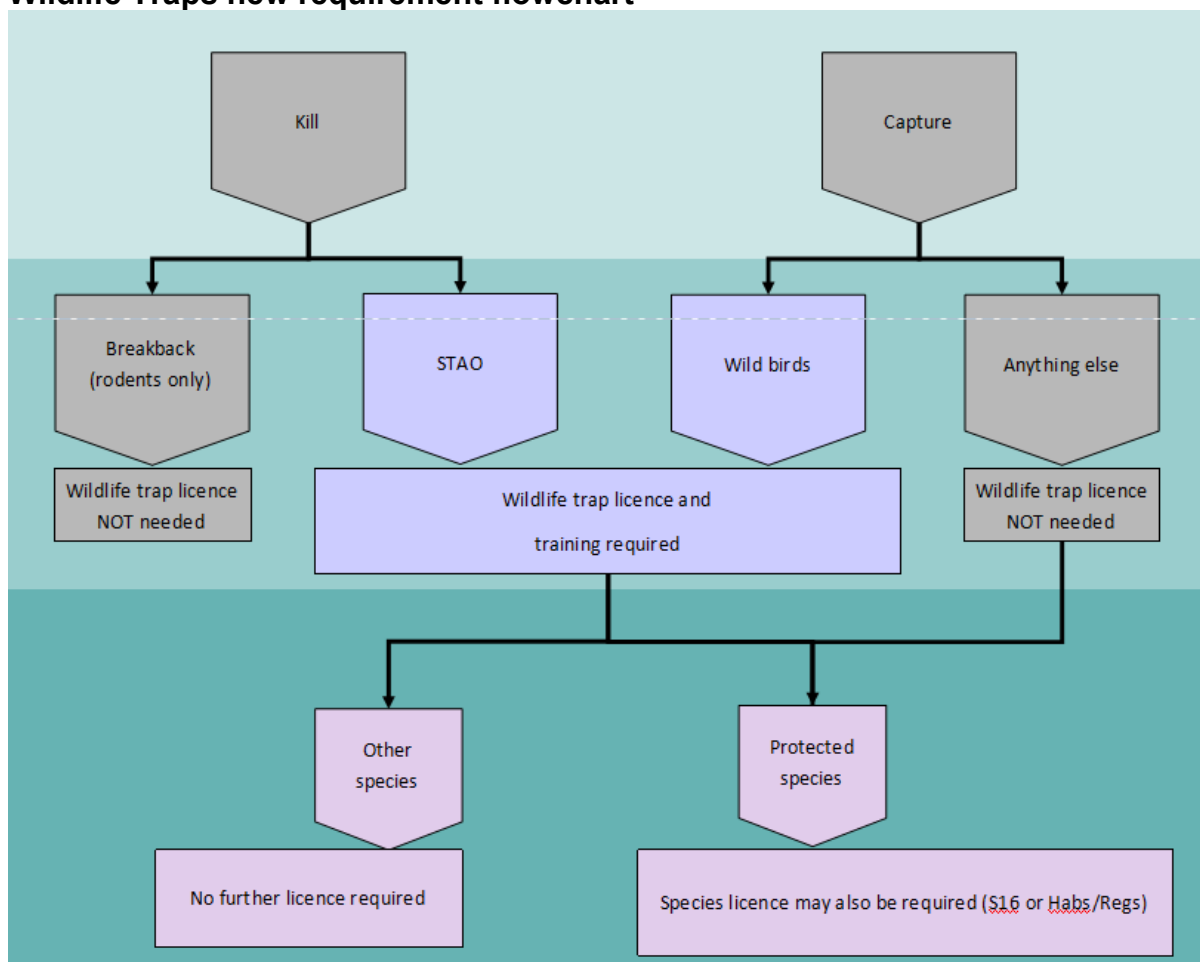 Wildlife Traps new requirement flowchart
Kill
Capture
Breakback
(rodents only)
STAO
Wild birds
Anything else
Wildlife trap licence
NOT needed
Wildlife trap licence and
training required
Wildlife trap licence
NOT needed
Other
species
Protected
species
No further licence required
Species licence may also be required (S16 or Habs/Regs)